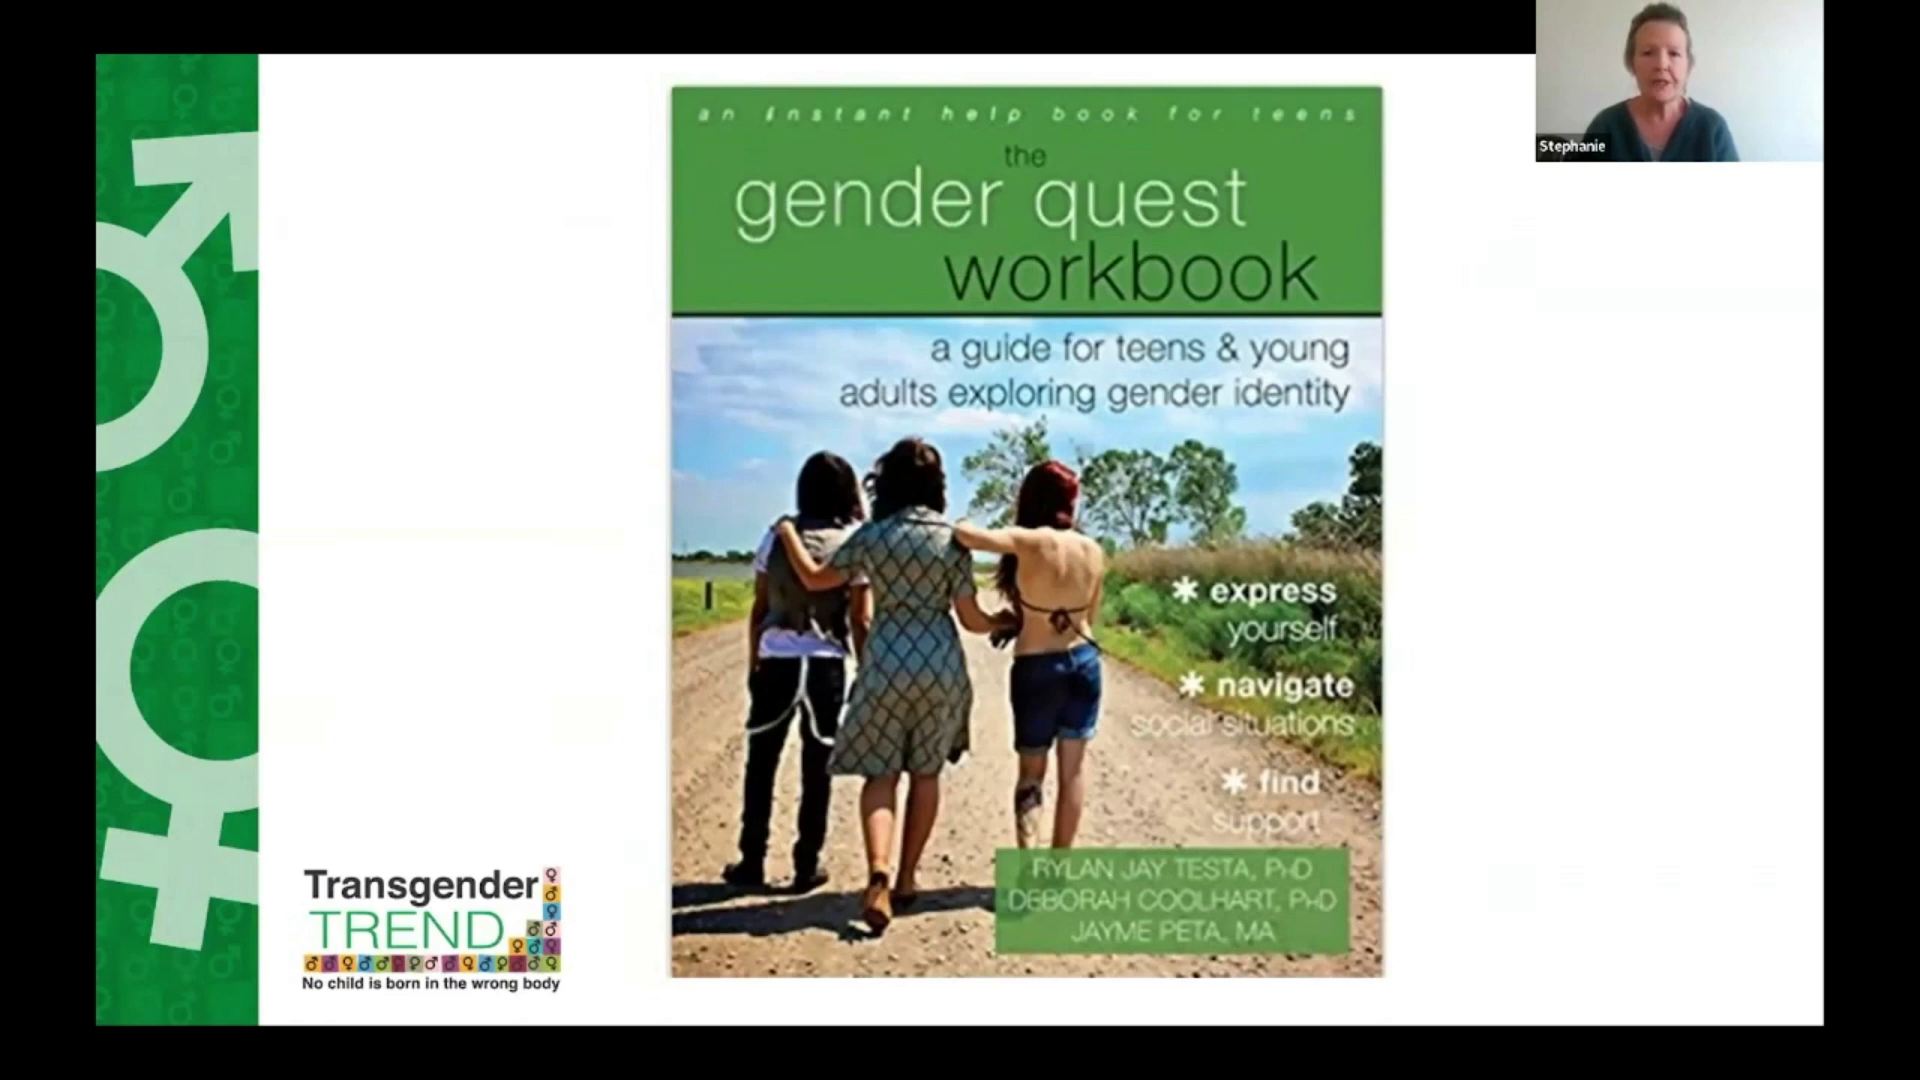 an instant help book for teens
the
gender quest
workbook
a guide for teens & young
adults exploring gender identity
* express
yourself
* navigate
social situations
* find
support
RYLAN JAY TESTA, PhD
DEBORAH COOLHART, PhD
JAYME PETA, MA
Transgender
TREND
No child is born in the wrong body
Stephanie